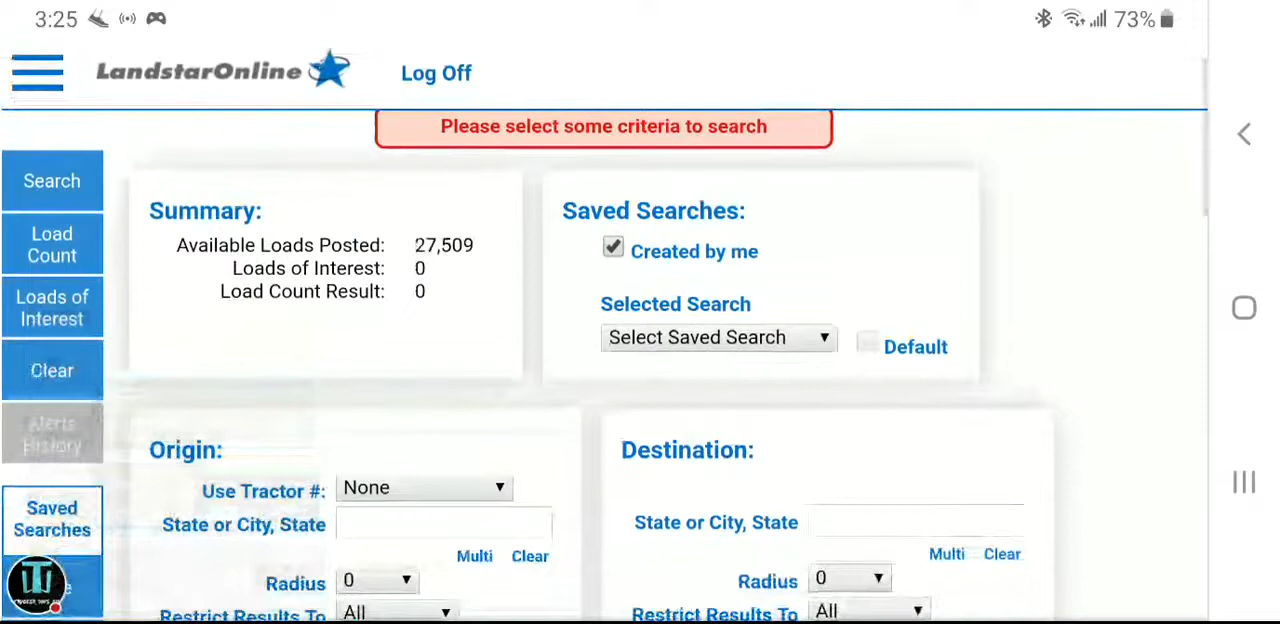 3:25
73%
LandstarOnline
Log Off
Please select some criteria to search
Search
Load
Count
Loads of
Interest
Clear
Alerts
History
Saved
Searches
Summary:
Available Loads Posted: 27,509
Loads of Interest: 0
Load Count Result: 0
Saved Searches:
Created by me
Selected Search
Select Saved Search
Default
Origin:
Use Tractor #: None
State or City, State
Multi Clear
Radius 0
Restrict Results To All
Destination:
State or City, State
Multi Clear
Radius 0
Restrict Results To All